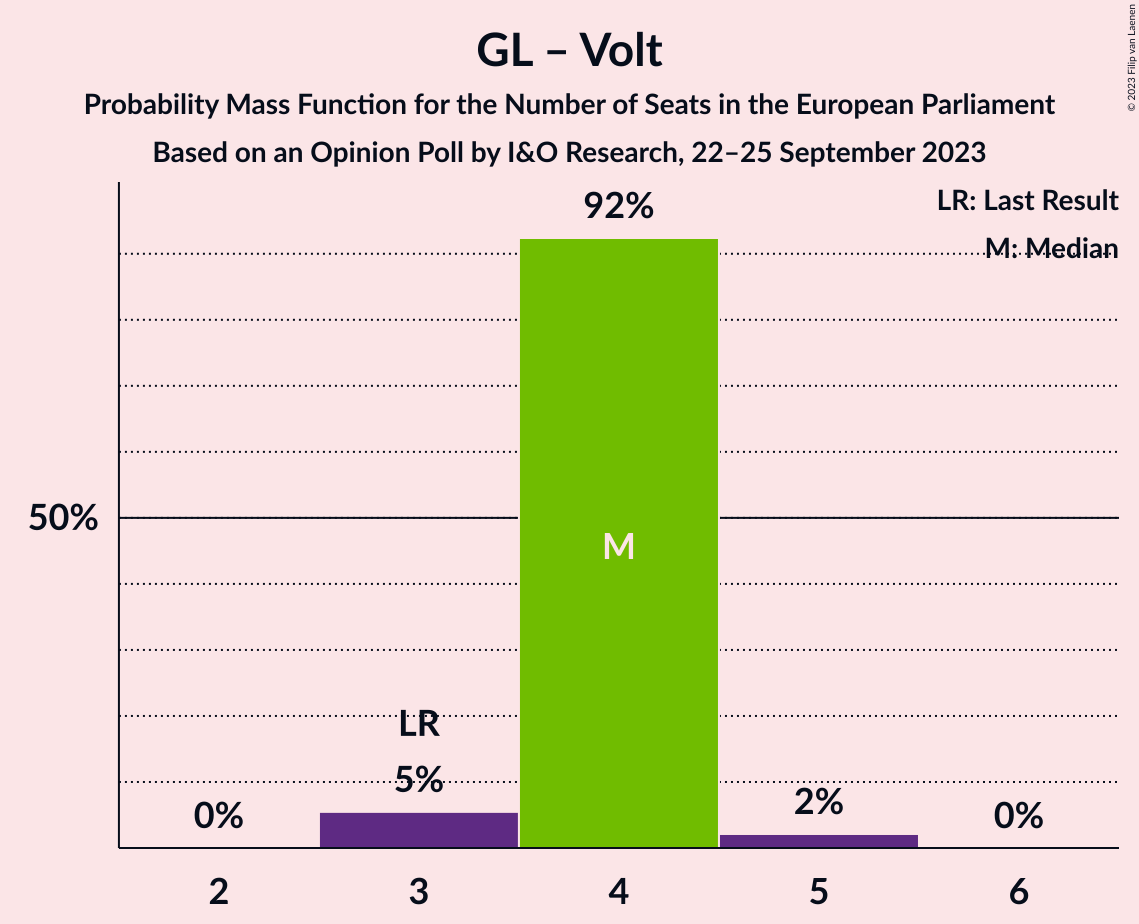 GL – Volt
Probability Mass Function for the Number of Seats in the European Parliament
Based on an Opinion Poll by I&O Research, 22–25 September 2023
© 2023 Filip van Laenen
LR: Last Result
M: Median
92%
50%
M
LR
5%
0%
2%
0%
2 3 4 5 6